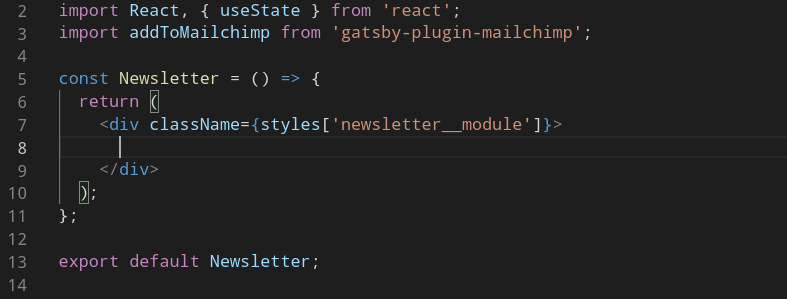 2 import React, { useState } from 'react';
3 import addToMailchimp from 'gatsby-plugin-mailchimp';
4
5 const Newsletter = () => {
6   return (
7     <div className={styles['newsletter__module']}>
8
9     </div>
10   );
11 };
12
13 export default Newsletter;
14